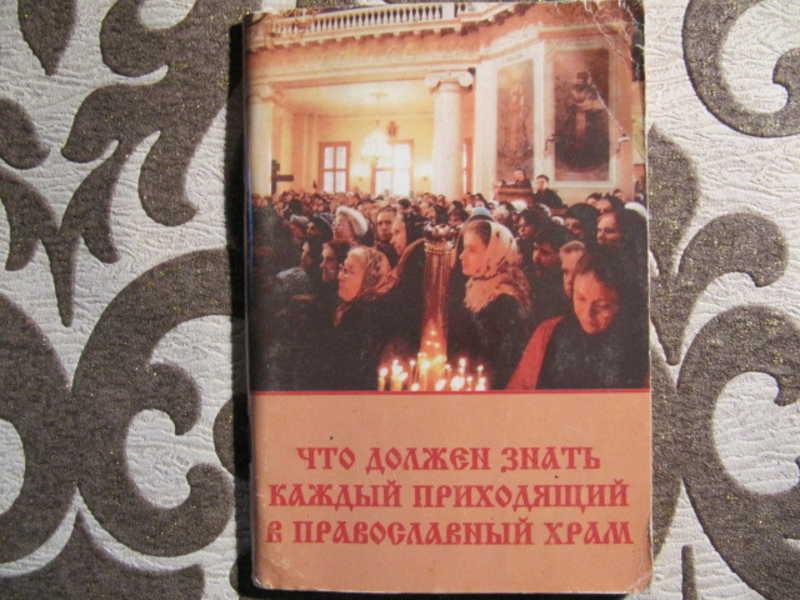 ЧТО ДОЛЖЕН ЗНАТЬ
КАЖДЫЙ ПРИХОДЯЩИЙ
В ПРАВОСЛАВНЫЙ ХРАМ